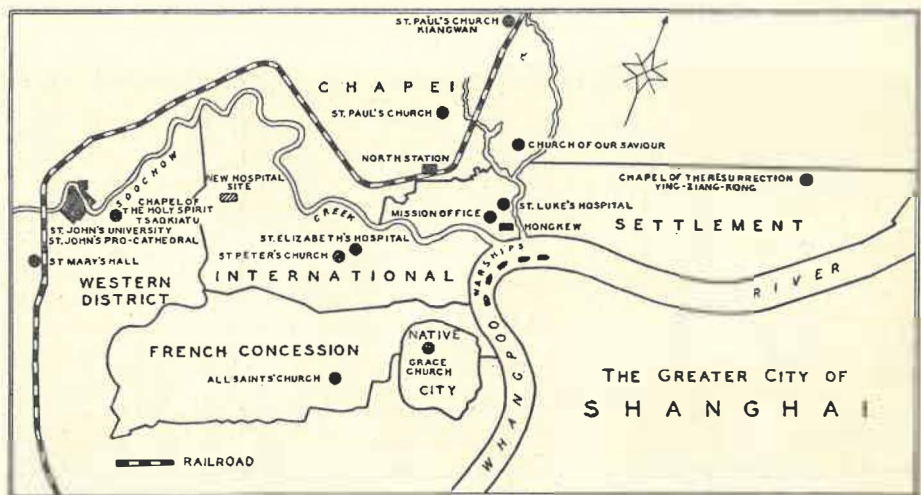 ST. PAUL'S CHURCH
KIANGWAN
CHAPEI
ST. PAUL'S CHURCH
CHURCH OF OUR SAVIOUR
NORTH STATION
SOOCHOW
CREEK
NEW HOSPITAL
SITE
CHAPEL OF
THE HOLY SPIRIT
TSAOKIATU
ST. JOHN'S UNIVERSITY
ST. JOHN'S PRO-CATHEDRAL
ST MARY'S HALL
WESTERN
DISTRICT
CHAPEL OF THE RESURRECTION
YING-ZIANG-KONG
MISSION OFFICE
ST. LUKE'S HOSPITAL
HONGKEW
SETTLEMENT
ST. ELIZABETH'S HOSPITAL
ST PETER'S CHURCH
INTERNATIONAL
WARSHIPS
WHANGPOO
RIVER
FRENCH CONCESSION
ALL SAINTS' CHURCH
NATIVE
GRACE
CHURCH
CITY
THE GREATER CITY OF
SHANGHAI
RAILROAD